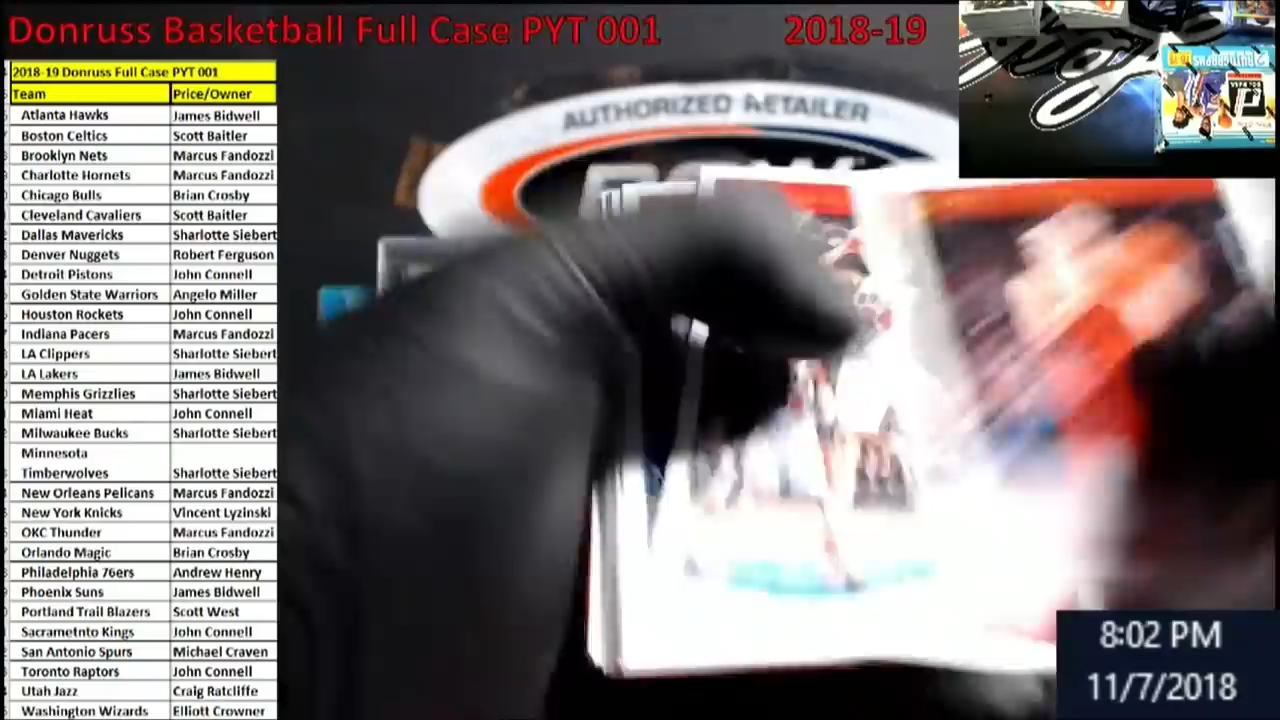 Donruss Basketball Full Case PYT 001 2018-19
2018-19 Donruss Full Case PYT 001
Team Price/Owner
Atlanta Hawks James Bidwell
Boston Celtics Scott Baitler
Brooklyn Nets Marcus Fandozzi
Charlotte Hornets Marcus Fandozzi
Chicago Bulls Brian Crosby
Cleveland Cavaliers Scott Baitler
Dallas Mavericks Sharlotte Siebert
Denver Nuggets Robert Ferguson
Detroit Pistons John Connell
Golden State Warriors Angelo Miller
Houston Rockets John Connell
Indiana Pacers Marcus Fandozzi
LA Clippers Sharlotte Siebert
LA Lakers James Bidwell
Memphis Grizzlies Sharlotte Siebert
Miami Heat John Connell
Milwaukee Bucks Sharlotte Siebert
Minnesota
Timberwolves Sharlotte Siebert
New Orleans Pelicans Marcus Fandozzi
New York Knicks Vincent Lyzinski
OKC Thunder Marcus Fandozzi
Orlando Magic Brian Crosby
Philadelphia 76ers Andrew Henry
Phoenix Suns James Bidwell
Portland Trail Blazers Scott West
Sacrametnto Kings John Connell
San Antonio Spurs Michael Craven
Toronto Raptors John Connell
Utah Jazz Craig Ratcliffe
Washington Wizards Elliott Crowner
AUTHORIZED RETAILER
8:02 PM
11/7/2018